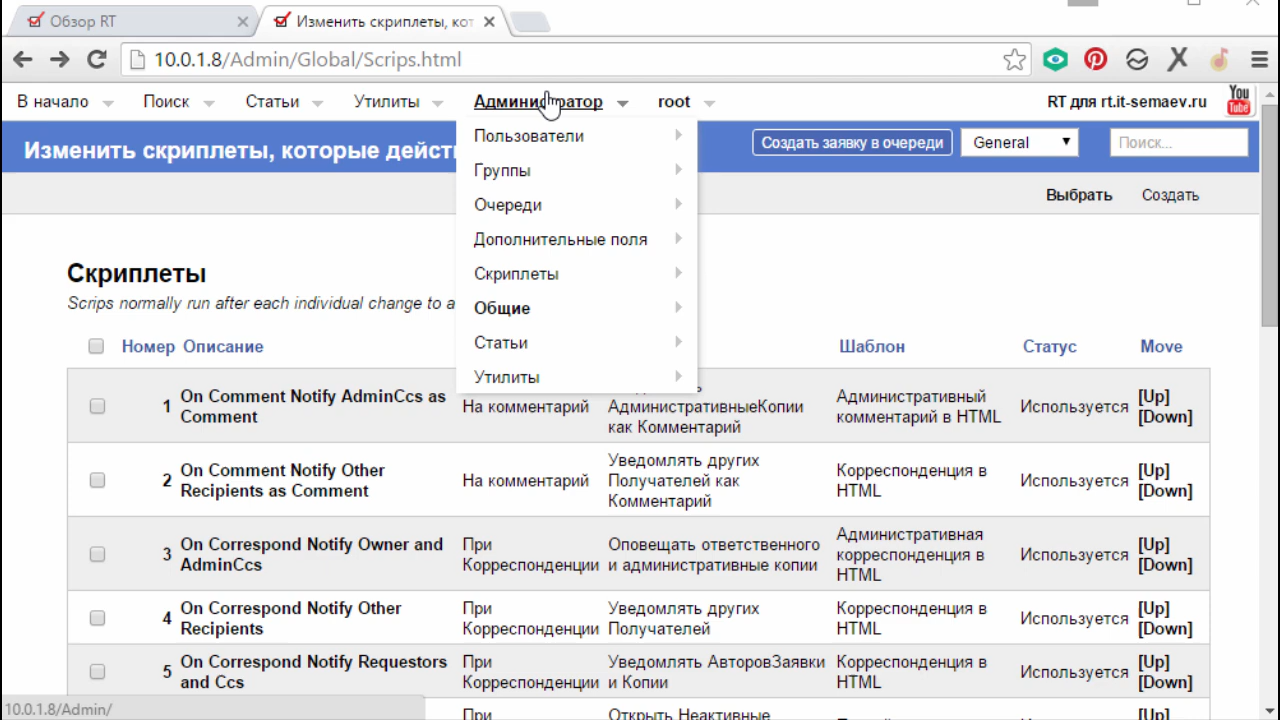 Обзор RT
Изменить скриплеты, кот
10.0.1.8/Admin/Global/Scrips.html
В начало Поиск Статьи Утилиты Администратор root RT для rt.it-semaev.ru You Tube
Изменить скриплеты, которые дейст Создать заявку в очереди General Поиск...
Выбрать Создать
Пользователи
Группы
Очереди
Дополнительные поля
Скриплеты
Общие
Статьи
Утилиты
Скриплеты
Scrips normally run after each individual change to a
Номер Описание Шаблон Статус Move
1 On Comment Notify AdminCcs as Comment На комментарий АдминистративныеКопии как Комментарий Административный комментарий в HTML Используется [Up] [Down]
2 On Comment Notify Other Recipients as Comment На комментарий Уведомлять других Получателей как Комментарий Корреспонденция в HTML Используется [Up] [Down]
3 On Correspond Notify Owner and AdminCcs При Корреспонденции Оповещать ответственного и административные копии Административная корреспонденция в HTML Используется [Up] [Down]
4 On Correspond Notify Other Recipients При Корреспонденции Уведомлять других Получателей Корреспонденция в HTML Используется [Up] [Down]
5 On Correspond Notify Requestors and Ccs При Корреспонденции Уведомлять АвторовЗаявки и Копии Корреспонденция в HTML Используется [Up] [Down]
При Открыть Неактивные [Up]
10.0.1.8/Admin/